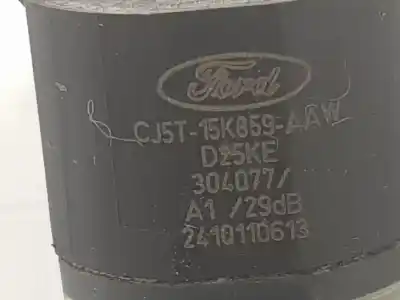 Ford
CJ5T-15K859-AAW
D25KE
304077/
A1 /29dB
2410110613